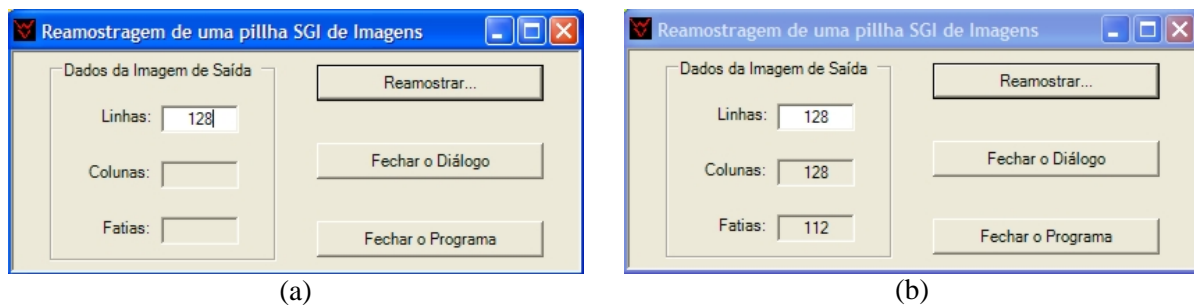 Reamostragem de uma pillha SGI de Imagens
Dados da Imagem de Saída
Linhas: 128
Colunas:
Fatias:
Reamostrar...
Fechar o Diálogo
Fechar o Programa
(a)
Reamostragem de uma pillha SGI de Imagens
Dados da Imagem de Saída
Linhas: 128
Colunas: 128
Fatias: 112
Reamostrar...
Fechar o Diálogo
Fechar o Programa
(b)